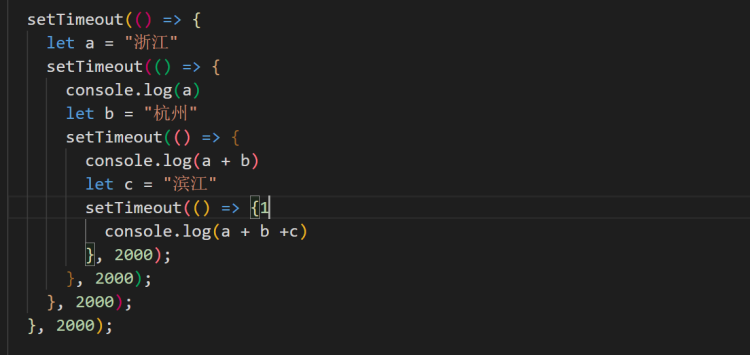 setTimeout(() => {
let a = "浙江"
setTimeout(() => {
console.log(a)
let b = "杭州"
setTimeout(() => {
console.log(a + b)
let c = "滨江"
setTimeout(() => {1
console.log(a + b +c)
}, 2000);
}, 2000);
}, 2000);
}, 2000);